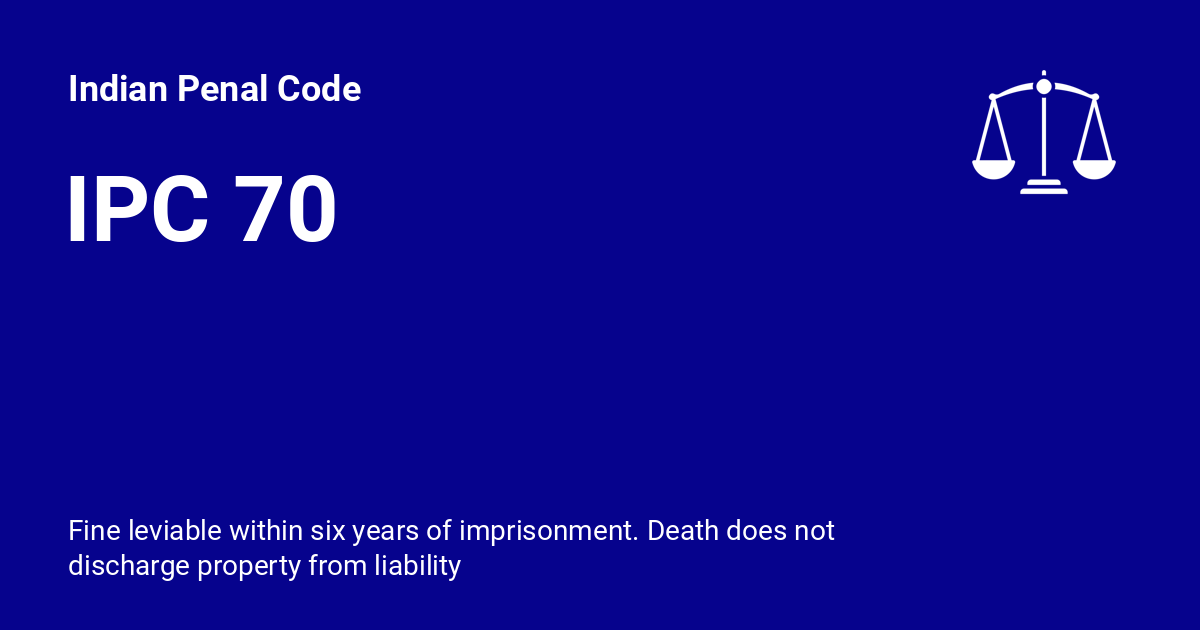 Indian Penal Code
IPC 70
Fine leviable within six years of imprisonment. Death does not
discharge property from liability